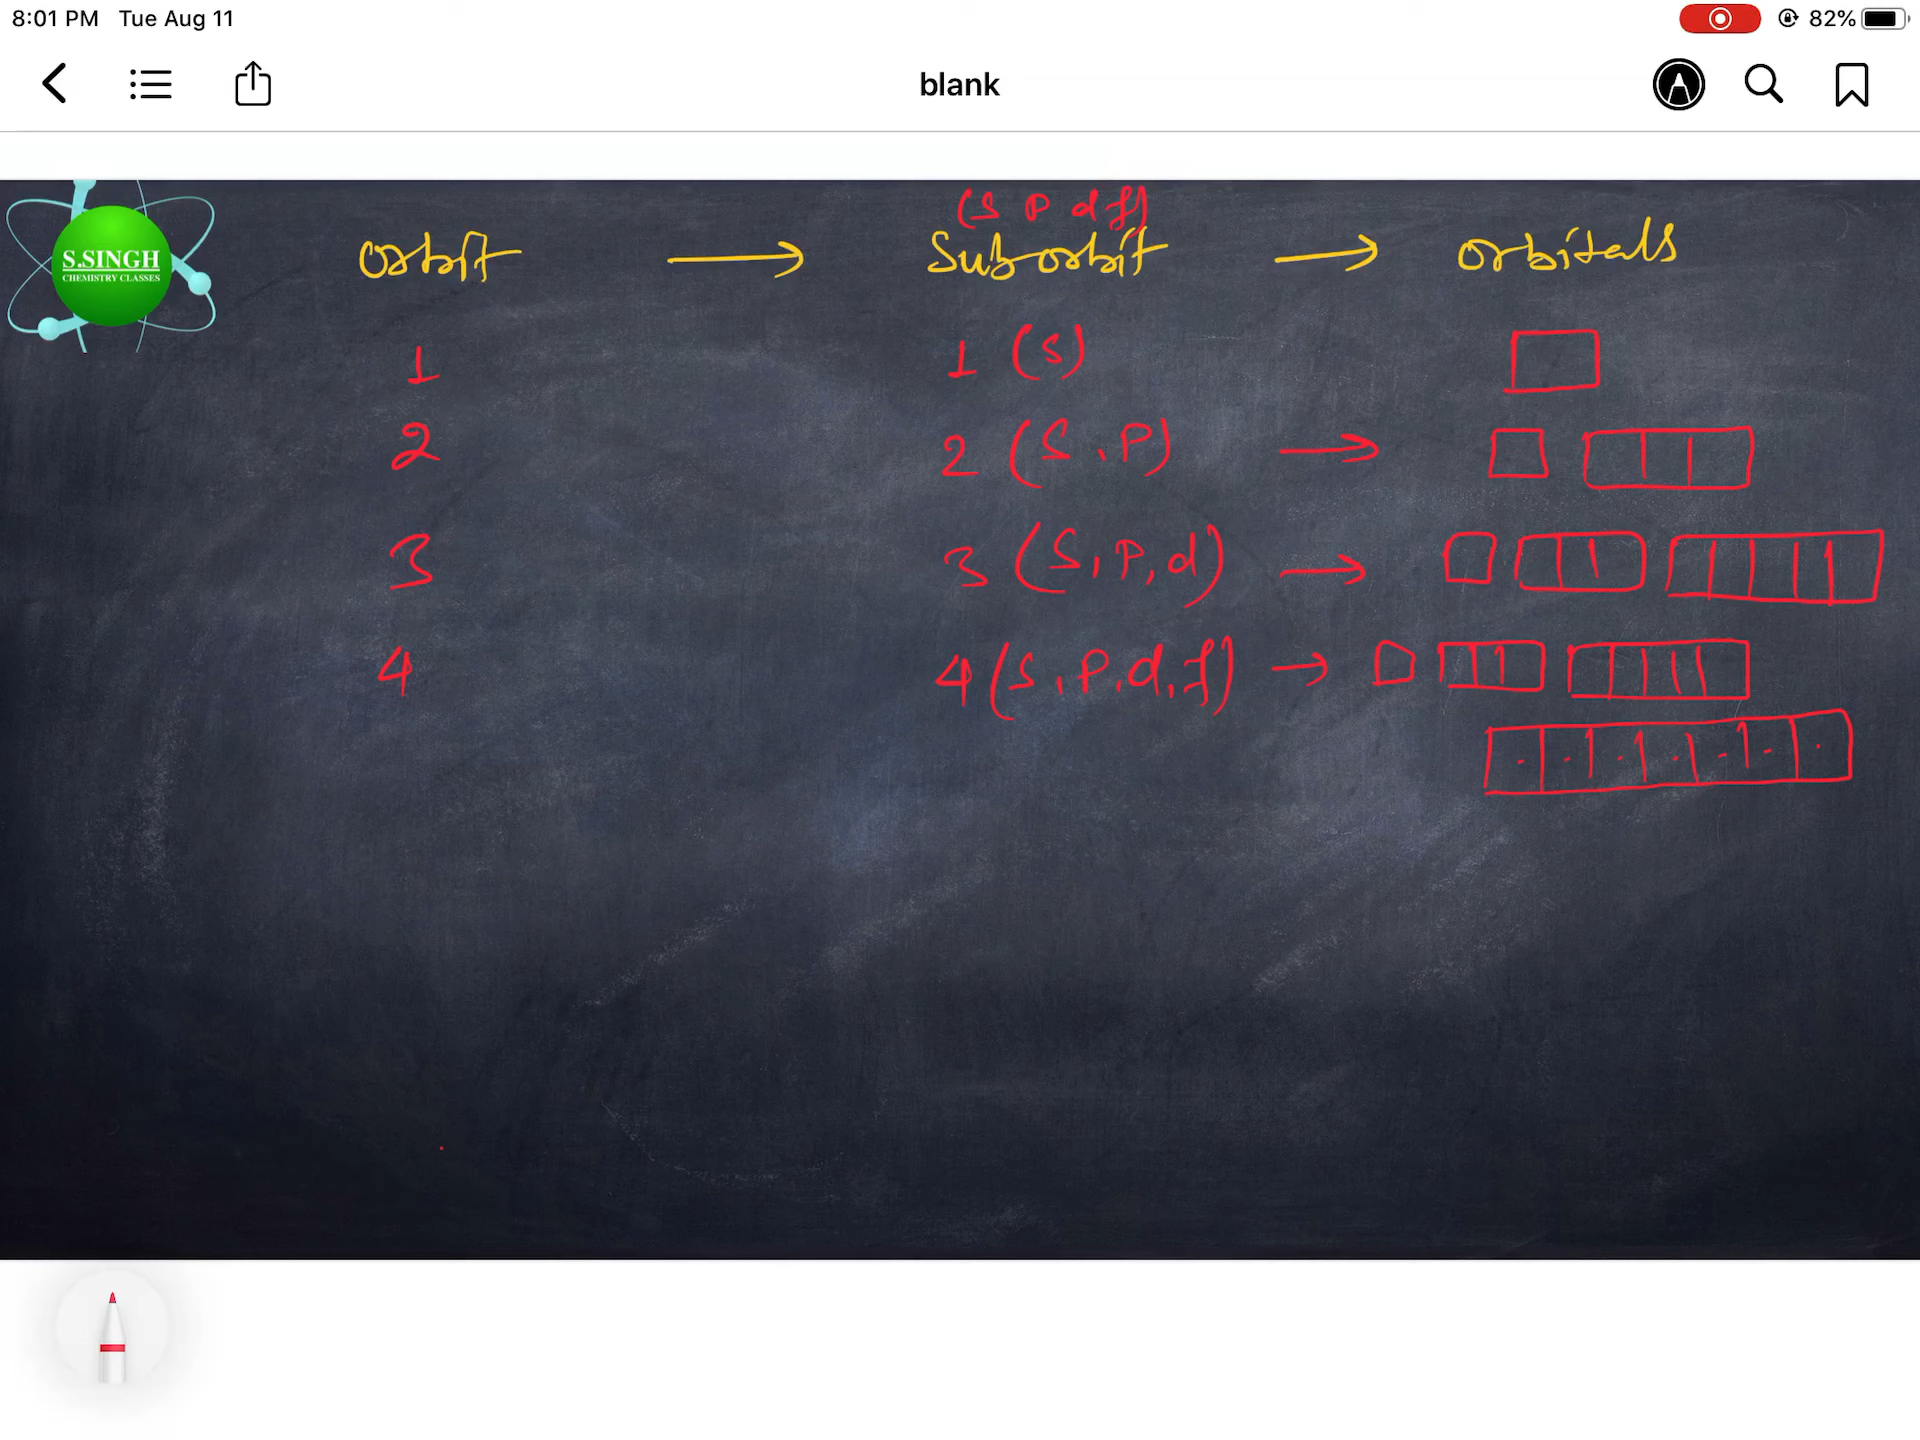 8:01 PM Tue Aug 11 82%
blank
S.SINGH
CHEMISTRY CLASSES
(s p d f)
Orbit → Suborbit → orbitals
1 1 (s)
2 2 (s, p) →
3 3 (s, p, d) →
4 4 (s, p, d, f) →